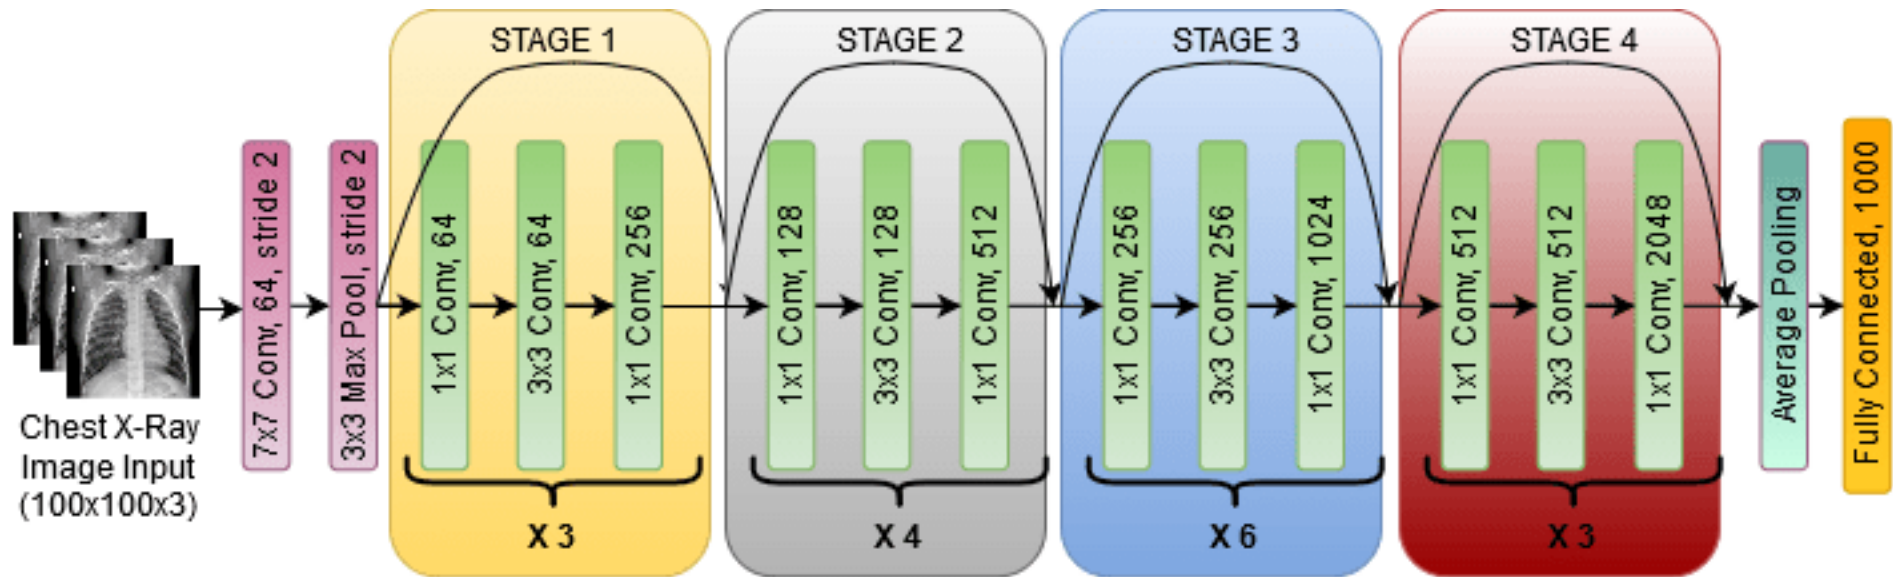 Chest X-Ray
Image Input
(100x100x3)
7x7 Conv, 64, stride 2
3x3 Max Pool, stride 2
STAGE 1
1x1 Conv, 64
3x3 Conv, 64
1x1 Conv, 256
X 3
STAGE 2
1x1 Conv, 128
3x3 Conv, 128
1x1 Conv, 512
X 4
STAGE 3
1x1 Conv, 256
3x3 Conv, 256
1x1 Conv, 1024
X 6
STAGE 4
1x1 Conv, 512
3x3 Conv, 512
1x1 Conv, 2048
X 3
Average Pooling
Fully Connected, 1000